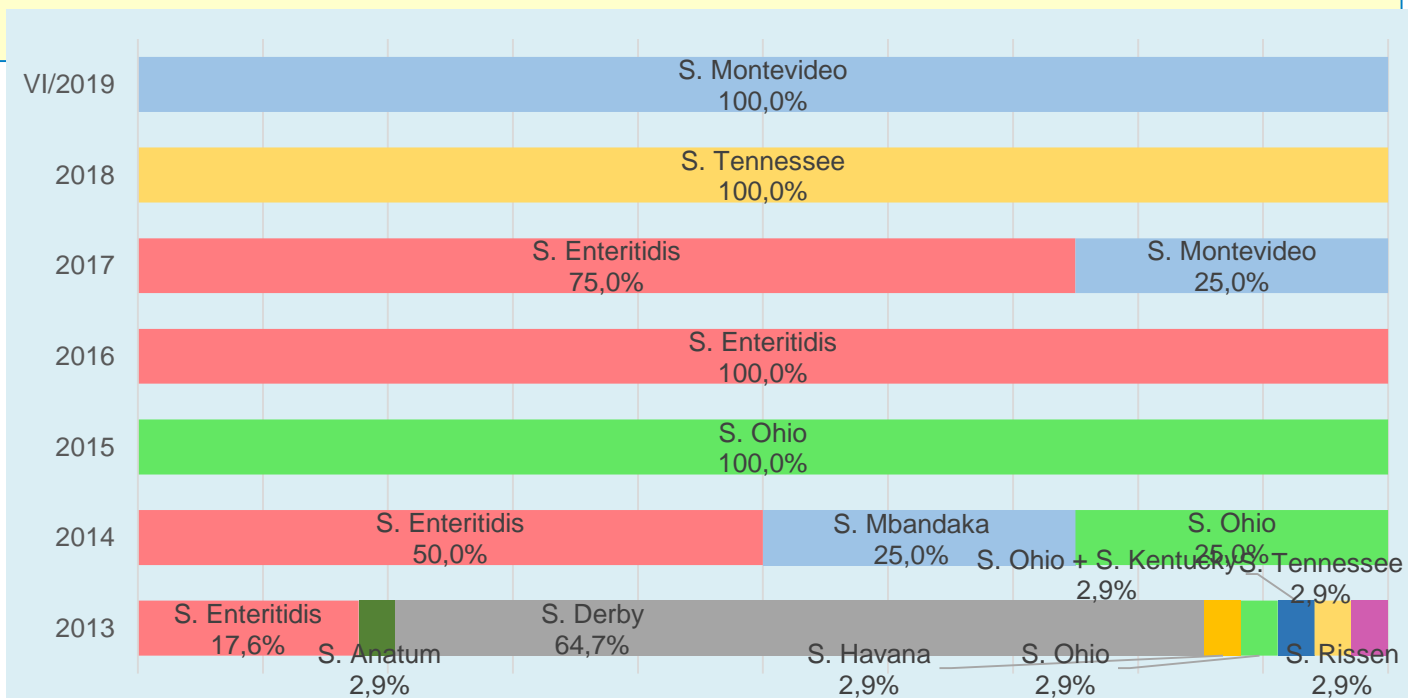 VI/2019
S. Montevideo
100,0%
2018
S. Tennessee
100,0%
2017
S. Enteritidis
75,0%
S. Montevideo
25,0%
2016
S. Enteritidis
100,0%
2015
S. Ohio
100,0%
2014
S. Enteritidis
50,0%
S. Mbandaka
25,0%
S. Ohio
25,0%
2013
S. Enteritidis
17,6%
S. Anatum
2,9%
S. Derby
64,7%
S. Havana
2,9%
S. Ohio
2,9%
S. Ohio + S. Kentucky
2,9%
S. Tennessee
2,9%
S. Rissen
2,9%